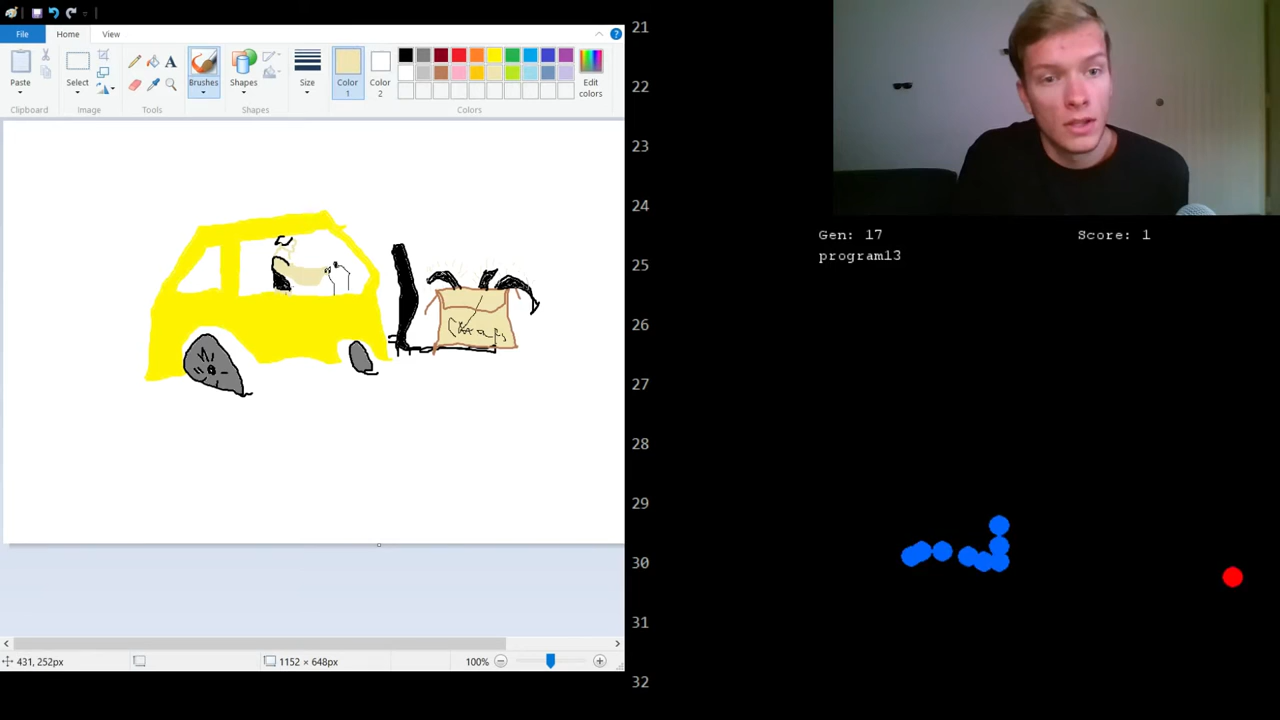 File
Home
View
Paste
Select
Brushes
Shapes
Size
Color
1
Color
2
Edit
colors
Clipboard
Image
Tools
Shapes
Colors
431, 252px
1152 × 648px
100%
21
22
23
24
25
26
27
28
29
30
31
32
Gen: 17
Score: 1
program13